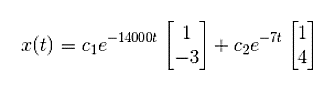 x(t) = c₁e^{-14000t} [1; -3] + c₂e^{-7t} [1; 4]